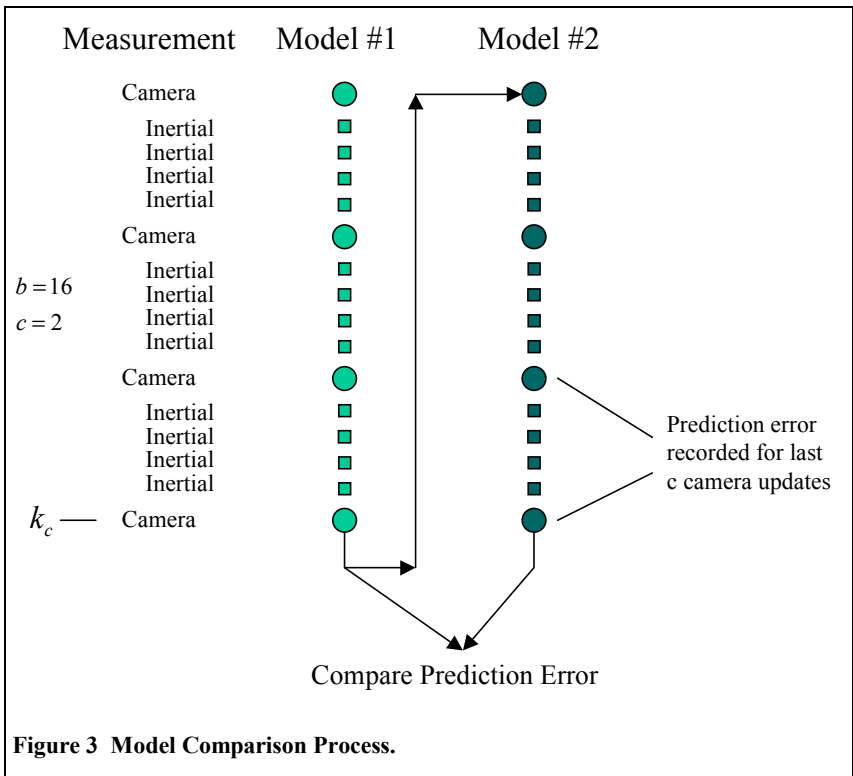 Measurement Model #1 Model #2
Camera
Inertial
Inertial
Inertial
Inertial
Camera
Inertial
Inertial
Inertial
Inertial
b = 16
c = 2
Camera
Inertial
Inertial
Inertial
Inertial
k_c — Camera
Prediction error
recorded for last
c camera updates
Compare Prediction Error
Figure 3 Model Comparison Process.